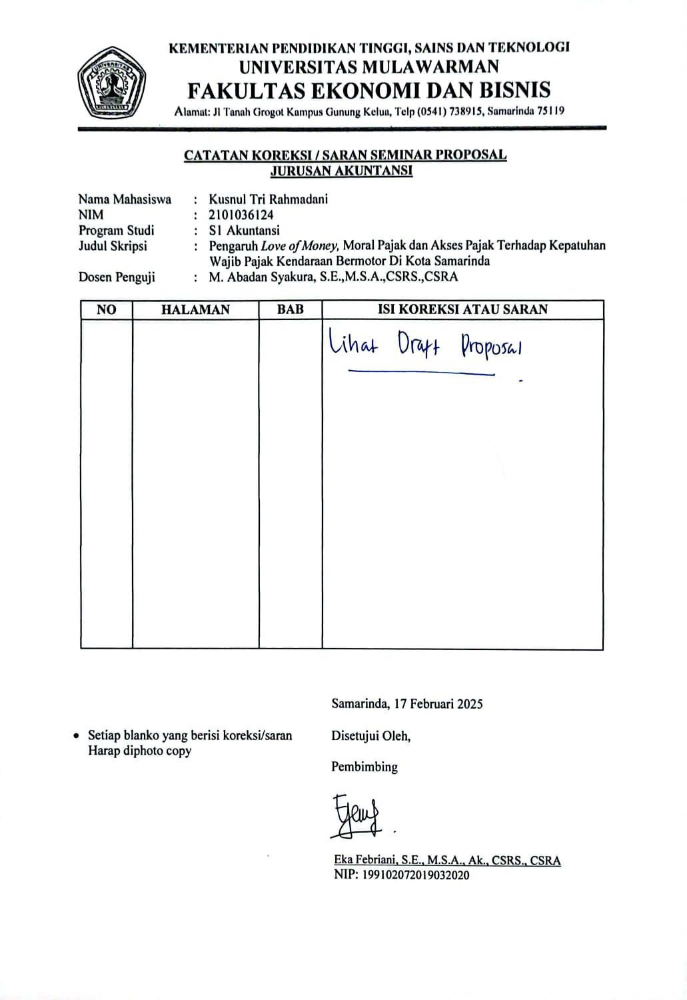 KEMENTERIAN PENDIDIKAN TINGGI, SAINS DAN TEKNOLOGI
UNIVERSITAS MULAWARMAN
FAKULTAS EKONOMI DAN BISNIS
Alamat: Jl Tanah Grogot Kampus Gunung Kelua, Telp (0541) 738915, Samarinda 75119
UNIVERSITAS
CATATAN KOREKSI / SARAN SEMINAR PROPOSAL
JURUSAN AKUNTANSI
Nama Mahasiswa : Kusnul Tri Rahmadani
NIM : 2101036124
Program Studi : S1 Akuntansi
Judul Skripsi : Pengaruh Love of Money, Moral Pajak dan Akses Pajak Terhadap Kepatuhan
Wajib Pajak Kendaraan Bermotor Di Kota Samarinda
Dosen Penguji : M. Abadan Syakura, S.E.,M.S.A.,CSRS.,CSRA
NO HALAMAN BAB ISI KOREKSI ATAU SARAN
Lihat Draft Proposal
Samarinda, 17 Februari 2025
• Setiap blanko yang berisi koreksi/saran
Harap diphoto copy
Disetujui Oleh,
Pembimbing
Eka Febriani, S.E., M.S.A., Ak., CSRS., CSRA
NIP: 199102072019032020